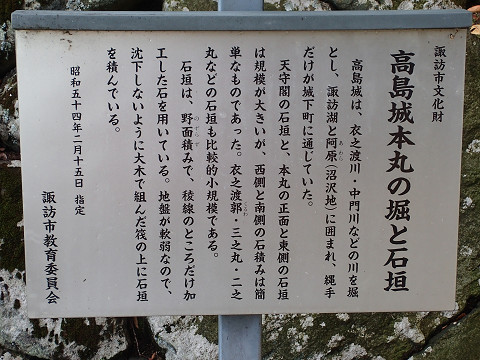 諏訪市文化財
高島城本丸の堀と石垣
高島城は、衣之渡川・中門川などの川を堀
とし、諏訪湖と阿原(沼沢地)に囲まれ、縄手
あわら
だけが城下町に通じていた。
天守閣の石垣と、本丸の正面と東側の石垣
は規模が大きいが、西側と南側の石積みは簡
単なものであった。衣之渡郭・三之丸・二之
くるわ
丸などの石垣も比較的小規模である。
石垣は、野面積みで、稜線のところだけ加
のづらづ
工した石を用いている。地盤が軟弱なので、
沈下しないように大木で組んだ筏の上に石垣
を積んでいる。
昭和五十四年二月十五日 指定
諏訪市教育委員会